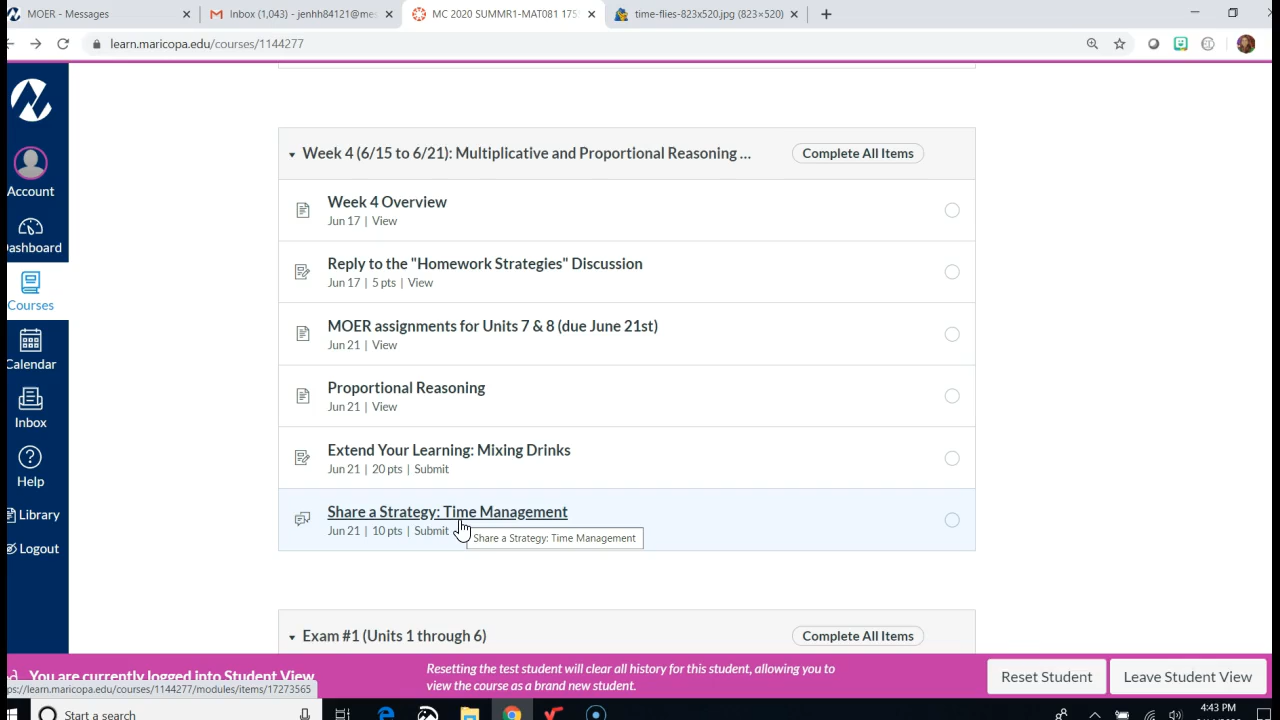 MOER - Messages
Inbox (1,043) - jenhh84121@me
MC 2020 SUMMR1-MAT081 175
time-flies-823x520.jpg (823×520)
learn.maricopa.edu/courses/1144277
Account
ashboard
Courses
Calendar
Inbox
Help
Library
Logout
Week 4 (6/15 to 6/21): Multiplicative and Proportional Reasoning ...
Complete All Items
Week 4 Overview
Jun 17 | View
Reply to the "Homework Strategies" Discussion
Jun 17 | 5 pts | View
MOER assignments for Units 7 & 8 (due June 21st)
Jun 21 | View
Proportional Reasoning
Jun 21 | View
Extend Your Learning: Mixing Drinks
Jun 21 | 20 pts | Submit
Share a Strategy: Time Management
Jun 21 | 10 pts | Submit
Share a Strategy: Time Management
Exam #1 (Units 1 through 6)
Complete All Items
You are currently logged into Student View
Resetting the test student will clear all history for this student, allowing you to
view the course as a brand new student.
Reset Student
Leave Student View
ps://learn.maricopa.edu/courses/1144277/modules/items/17273565
Start a search
4:43 PM